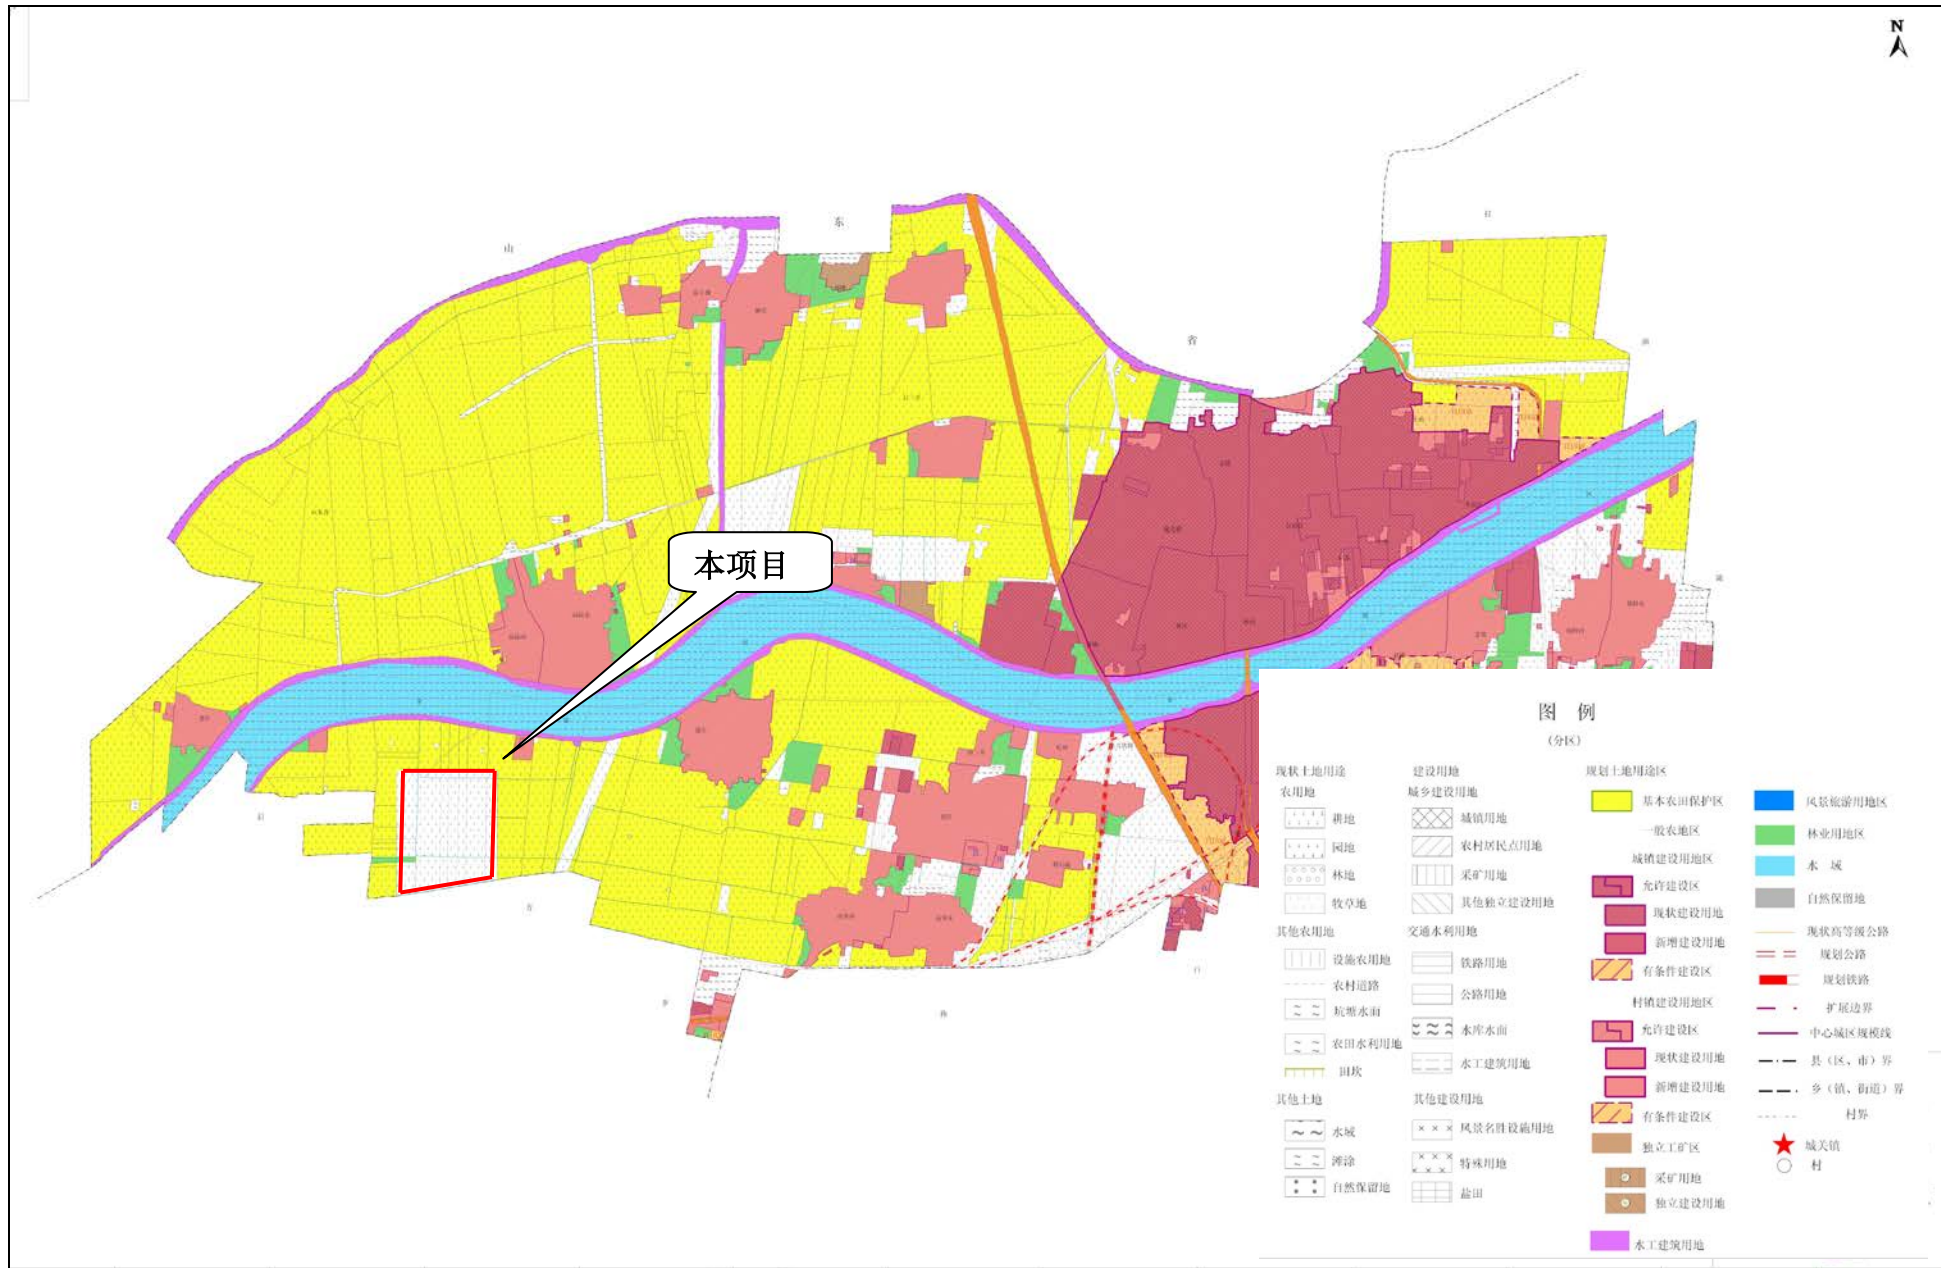 N
山
东
省
本项目
图 例
(分区)
现状土地用途
农用地
耕地
园地
林地
牧草地
其他农用地
设施农用地
农村道路
坑塘水面
农田水利用地
田坎
其他土地
水域
滩涂
自然保留地
建设用地
城乡建设用地
城镇用地
农村居民点用地
采矿用地
其他独立建设用地
交通水利用地
铁路用地
公路用地
水库水面
水工建筑用地
其他建设用地
风景名胜设施用地
特殊用地
盐田
规划土地用途区
基本农田保护区
一般农地区
城镇建设用地区
允许建设区
现状建设用地
新增建设用地
有条件建设区
村镇建设用地区
允许建设区
现状建设用地
新增建设用地
有条件建设区
独立工矿区
采矿用地
独立建设用地
水工建筑用地
风景旅游用地区
林业用地区
水 域
自然保留地
现状高等级公路
规划公路
规划铁路
扩展边界
中心城区规模线
县（区、市）界
乡（镇、街道）界
村界
城关镇
村